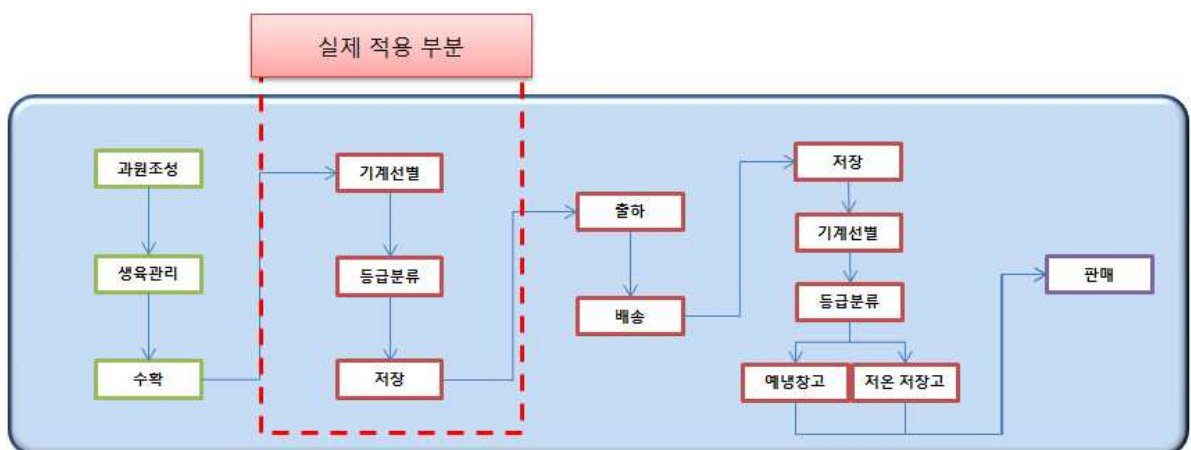 실제 적용 부분
과원조성
생육관리
수확
기계선별
등급분류
저장
출하
배송
저장
기계선별
등급분류
예냉창고
저온 저장고
판매